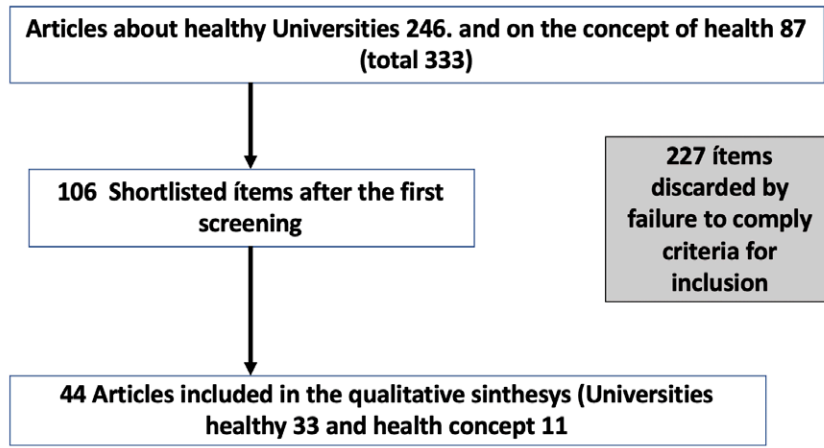 Articles about healthy Universities 246. and on the concept of health 87
(total 333)
106 Shortlisted ítems after the first
screening
227 ítems
discarded by
failure to comply
criteria for
inclusion
44 Articles included in the qualitative sinthesys (Universities
healthy 33 and health concept 11